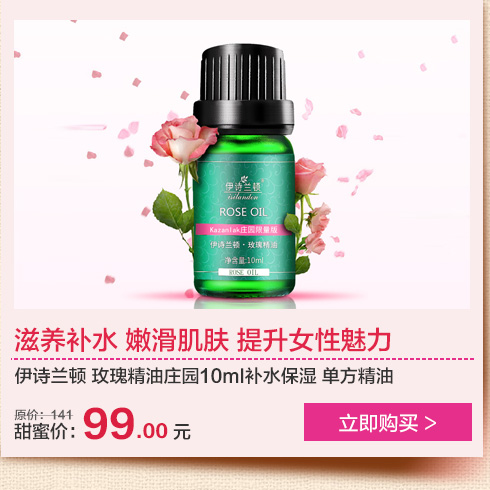 伊诗兰顿
ROSE OIL
Kazanlak庄园限量版
伊诗兰顿·玫瑰精油
净含量:10ml
ROSE OIL
滋养补水 嫩滑肌肤 提升女性魅力
伊诗兰顿 玫瑰精油庄园10ml补水保湿 单方精油
原价：141
甜蜜价：99.00 元
立即购买 >